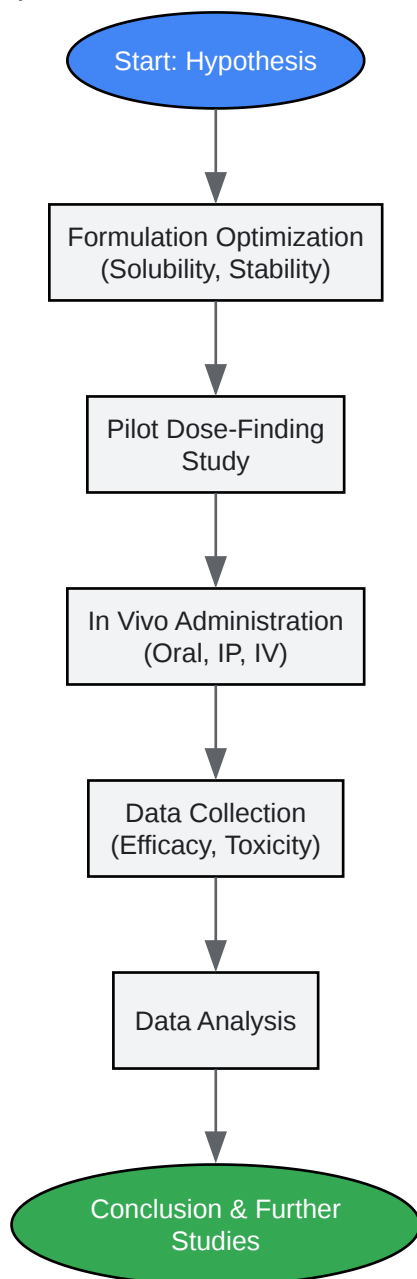 Start: Hypothesis
Formulation Optimization
(Solubility, Stability)
Pilot Dose-Finding
Study
In Vivo Administration
(Oral, IP, IV)
Data Collection
(Efficacy, Toxicity)
Data Analysis
Conclusion & Further
Studies